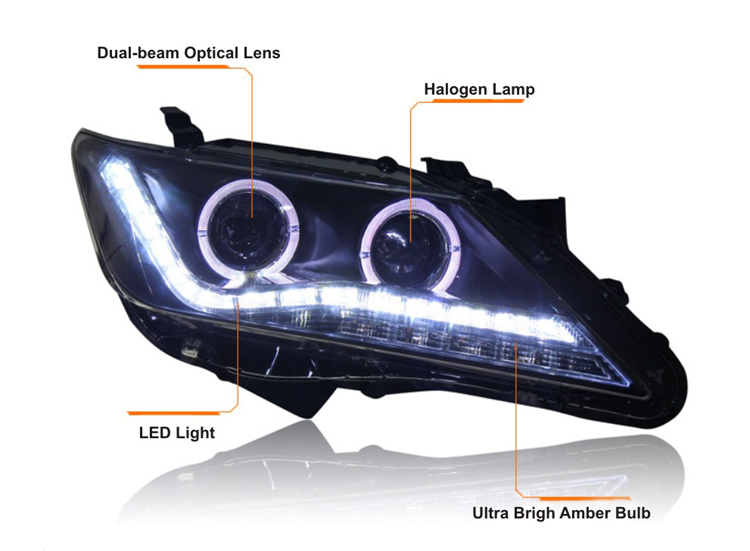 Dual-beam Optical Lens
Halogen Lamp
LED Light
Ultra Brigh Amber Bulb